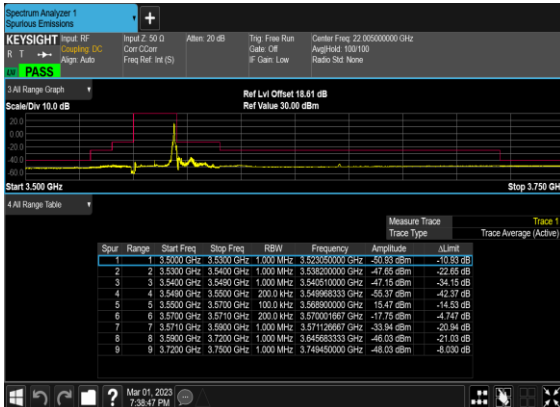 Spectrum Analyzer 1
Spurious Emissions
+
KEYSIGHT Input: RF Input Z: 50 Ω Atten: 20 dB Trig: Free Run Center Freq: 22.005000000 GHz
R T Coupling: DC Corr CCorr Gate: Off Avg|Hold: 100/100
Align: Auto Freq Ref: Int (S) IF Gain: Low Radio Std: None
PASS
3 All Range Graph Ref Lvl Offset 18.61 dB
Scale/Div 10.0 dB Ref Value 30.00 dBm
20.0
0.00
-20.0
-40.0
-60.0
Start 3.500 GHz Stop 3.750 GH
4 All Range Table
Measure Trace Trace 1
Trace Type Trace Average (Active)
Spur Range Start Freq Stop Freq RBW Frequency Amplitude ΔLimit
1 1 3.5000 GHz 3.5300 GHz 1.000 MHz 3.523050000 GHz -50.93 dBm -10.93 dB
2 2 3.5300 GHz 3.5400 GHz 1.000 MHz 3.538200000 GHz -47.65 dBm -22.65 dB
3 3 3.5400 GHz 3.5490 GHz 1.000 MHz 3.540510000 GHz -47.15 dBm -34.15 dB
4 4 3.5490 GHz 3.5500 GHz 200.0 kHz 3.549968333 GHz -55.37 dBm -42.37 dB
5 5 3.5500 GHz 3.5700 GHz 100.0 kHz 3.568900000 GHz 15.47 dBm -14.53 dB
6 6 3.5700 GHz 3.5710 GHz 200.0 kHz 3.570001667 GHz -17.75 dBm -4.747 dB
7 7 3.5710 GHz 3.5900 GHz 1.000 MHz 3.571126667 GHz -33.94 dBm -20.94 dB
8 8 3.5900 GHz 3.7200 GHz 1.000 MHz 3.645683333 GHz -46.03 dBm -21.03 dB
9 9 3.7200 GHz 3.7500 GHz 1.000 MHz 3.749450000 GHz -48.03 dBm -8.030 dB
? Mar 01, 2023
7:38:47 PM